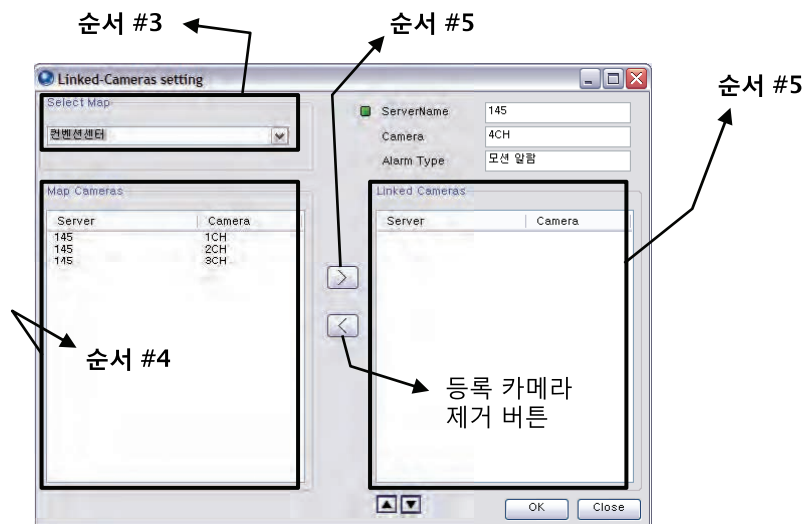 순서 #3
순서 #5
순서 #5
Linked-Cameras setting
Select Map
컨벤션센터
ServerName 145
Camera 4CH
Alarm Type 모션 알람
Map Cameras
Server Camera
145 1CH
145 2CH
145 3CH
Linked Cameras
Server Camera
>
<
순서 #4
등록 카메라
제거 버튼
OK Close